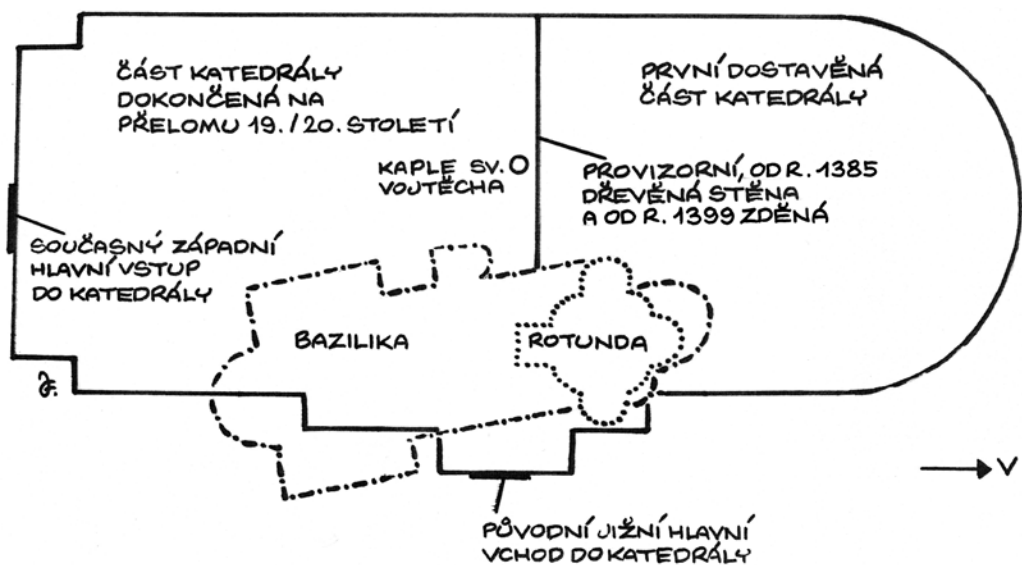 ČÁST KATEDRÁLY
DOKONČENÁ NA
PŘELOMU 19./20. STOLETÍ
PRVNÍ DOSTAVĚNÁ
ČÁST KATEDRÁLY
KAPLE SV.
VOJTĚCHA
PROVIZORNÍ, OD R. 1385
DŘEVĚNÁ STĚNA
A OD R. 1399 ZDĚNÁ
SOUČASNÝ ZÁPADNÍ
HLAVNÍ VSTUP
DO KATEDRÁLY
BAZILIKA
ROTUNDA
V
PŮVODNÍ JIŽNÍ HLAVNÍ
VCHOD DO KATEDRÁLY